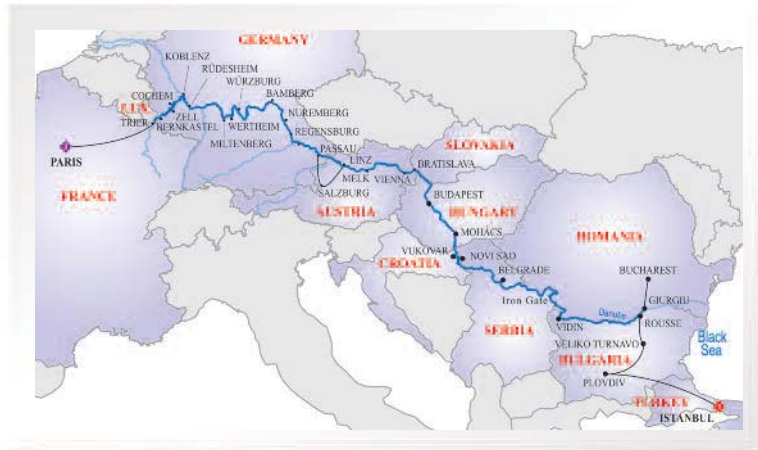 GERMANY
KOBLENZ
RÜDESHEIM
WÜRZBURG
COCHEM
BAMBERG
LUX.
ZELL
NUREMBERG
TRIER
BERNKASTEL
WERTHEIM
REGENSBURG
MILTENBERG
PARIS
PASSAU
LINZ
SLOVAKIA
MELK
VIENNA
BRATISLAVA
FRANCE
SALZBURG
BUDAPEST
AUSTRIA
HUNGARY
MOHÁCS
ROMANIA
VUKOVAR
NOVI SAD
CROATIA
BELGRADE
BUCHAREST
Iron Gate
GIURGIU
Danube
SERBIA
VIDIN
ROUSSE
Black
Sea
VELIKO TURNAVO
BULGARIA
PLOVDIV
TURKEY
ISTANBUL